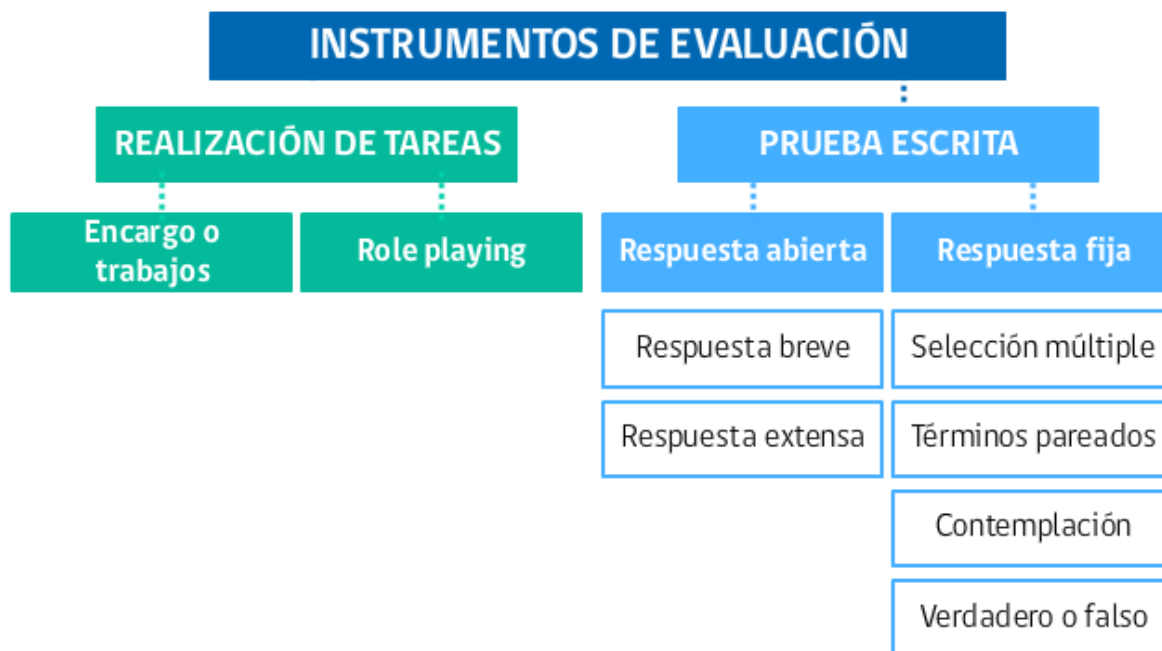 INSTRUMENTOS DE EVALUACIÓN
REALIZACIÓN DE TAREAS
PRUEBA ESCRITA
Encargo o
trabajos
Role playing
Respuesta abierta
Respuesta fija
Respuesta breve
Selección múltiple
Respuesta extensa
Términos pareados
Contemplación
Verdadero o falso